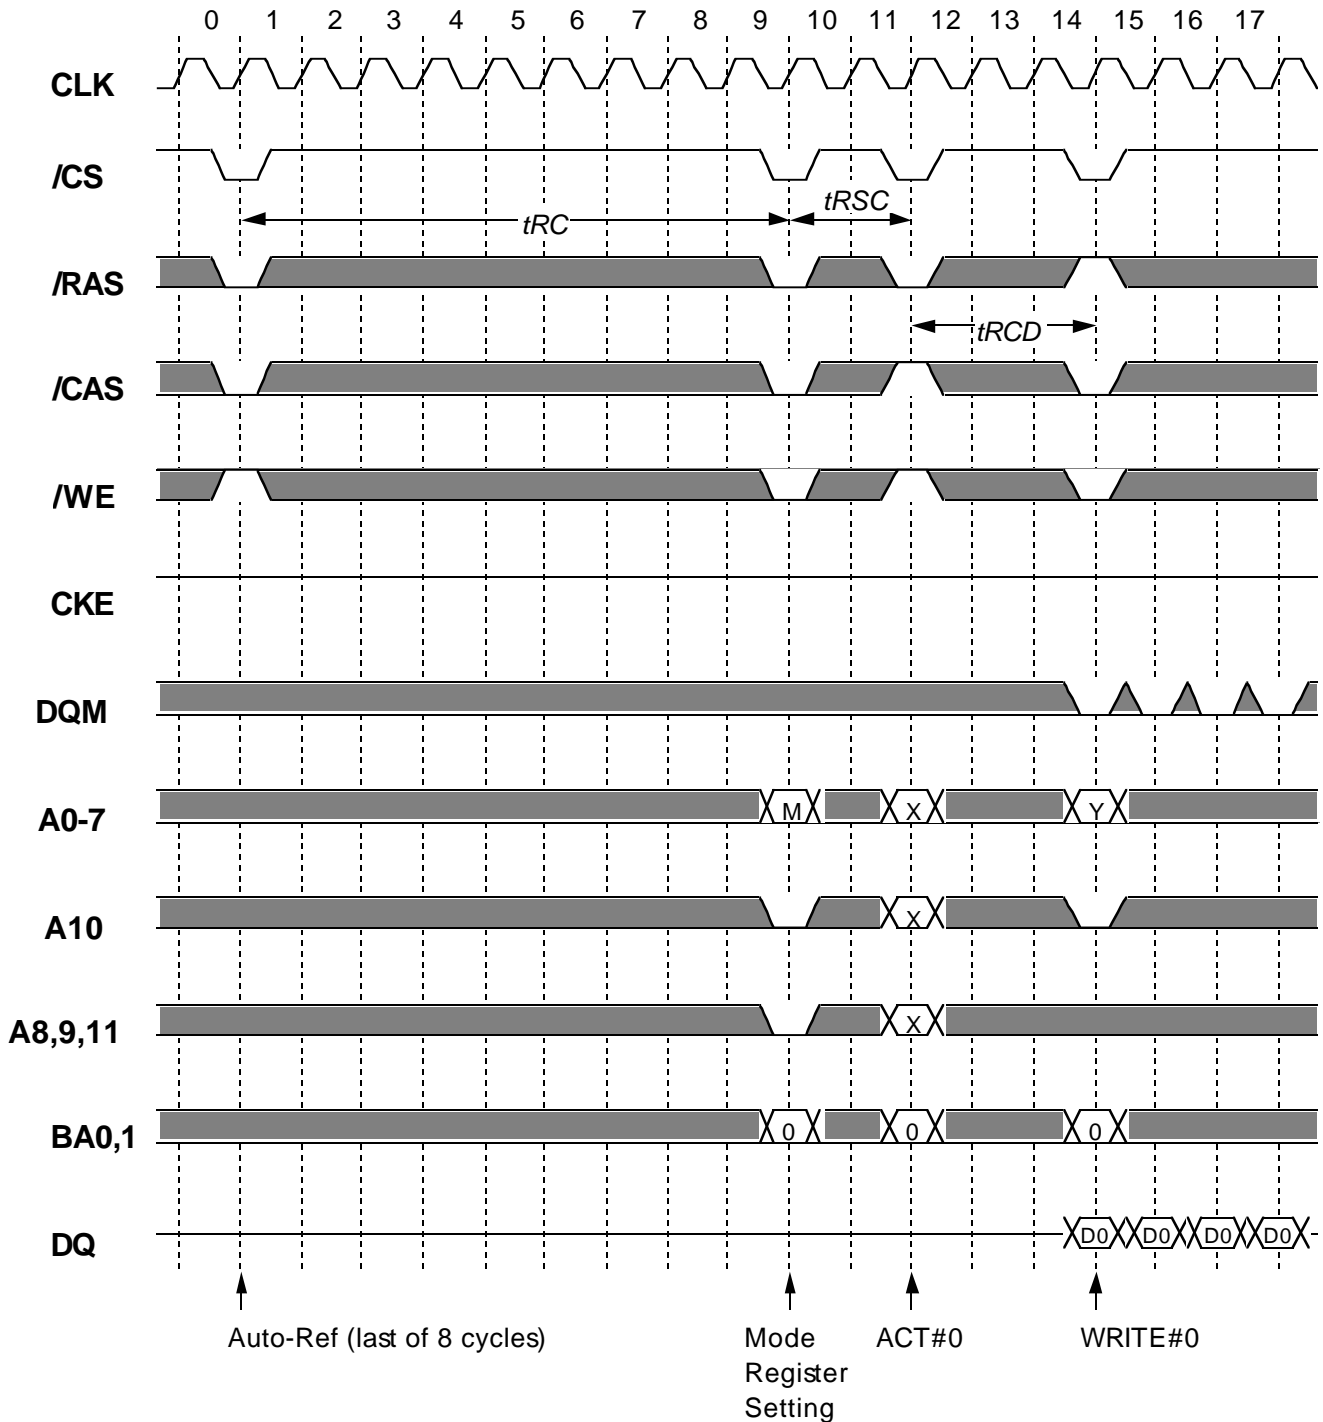 0 1 2 3 4 5 6 7 8 9 10 11 12 13 14 15 16 17
CLK
/CS
tRC
tRSC
/RAS
tRCD
/CAS
/WE
CKE
DQM
A0-7 M X Y
A10 X
A8,9,11 X
BA0,1 0 0 0
DQ D0 D0 D0 D0
Auto-Ref (last of 8 cycles)
Mode
Register
Setting
ACT#0
WRITE#0